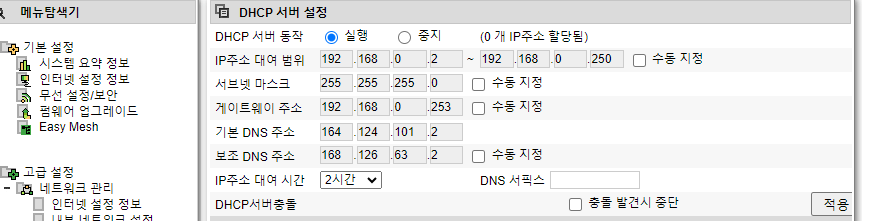 메뉴탐색기
기본 설정
시스템 요약 정보
인터넷 설정 정보
무선 설정/보안
펌웨어 업그레이드
Easy Mesh
고급 설정
네트워크 관리
인터넷 설정 정보
내부 네트워크 설정
DHCP 서버 설정
DHCP 서버 동작 실행 중지 (0 개 IP주소 할당됨)
IP주소 대여 범위 192 .168 .0 .2 ~ 192 .168 .0 .250 수동 지정
서브넷 마스크 255 .255 .255 .0 수동 지정
게이트웨이 주소 192 .168 .0 .253 수동 지정
기본 DNS 주소 164 .124 .101 .2
보조 DNS 주소 168 .126 .63 .2 수동 지정
IP주소 대여 시간 2시간 DNS 서픽스
DHCP서버충돌 충돌 발견시 중단 적용